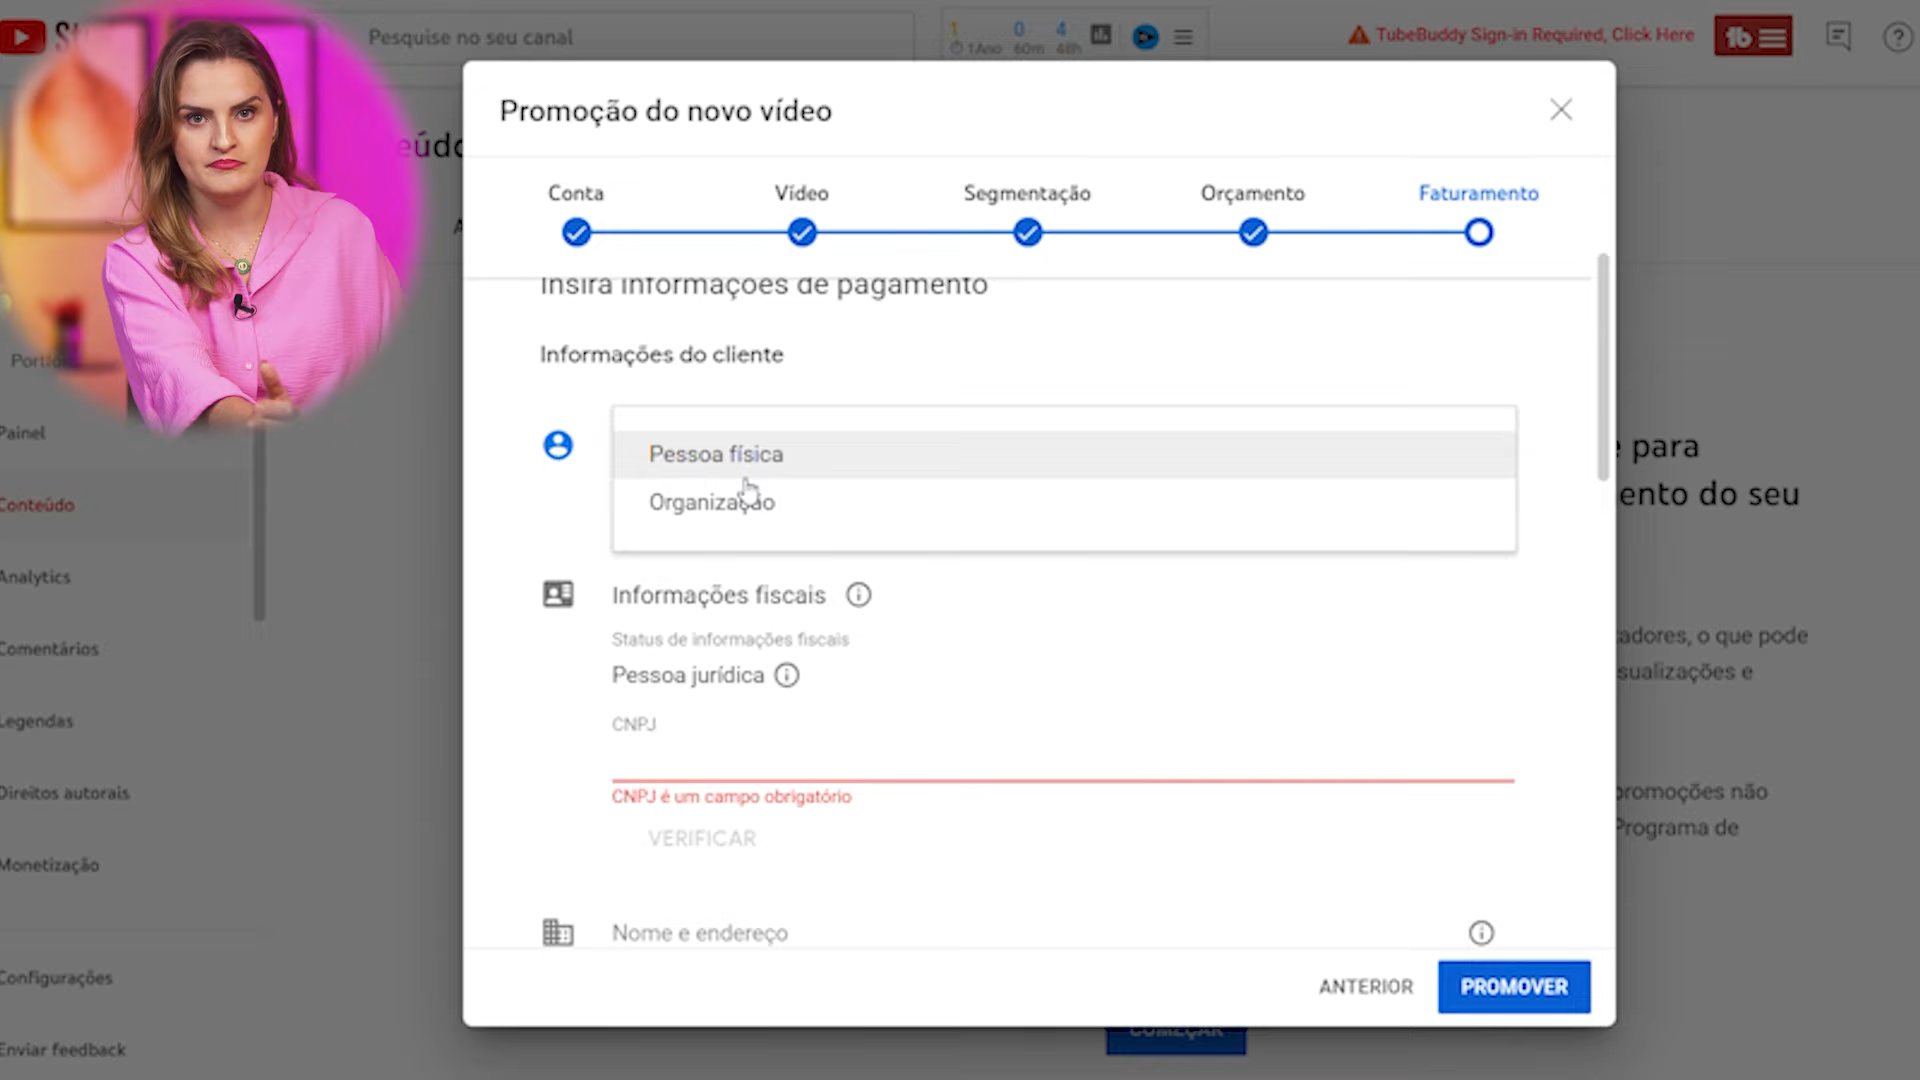 Pesquise no seu canal
1 0 4
1Ano 60m 48h
TubeBuddy Sign-in Required, Click Here
Promoção do novo vídeo
eúdo
Conta Vídeo Segmentação Orçamento Faturamento
Insira informações de pagamento
Informações do cliente
Pessoa física
Organização
Informações fiscais
Status de informações fiscais
Pessoa jurídica
CNPJ
CNPJ é um campo obrigatório
VERIFICAR
Nome e endereço
ANTERIOR PROMOVER
COMEÇAR
Painel
Conteúdo
Analytics
Comentários
Legendas
Direitos autorais
Monetização
Configurações
Enviar feedback
para
ento do seu
adores, o que pode
sualizações e
promoções não
Programa de